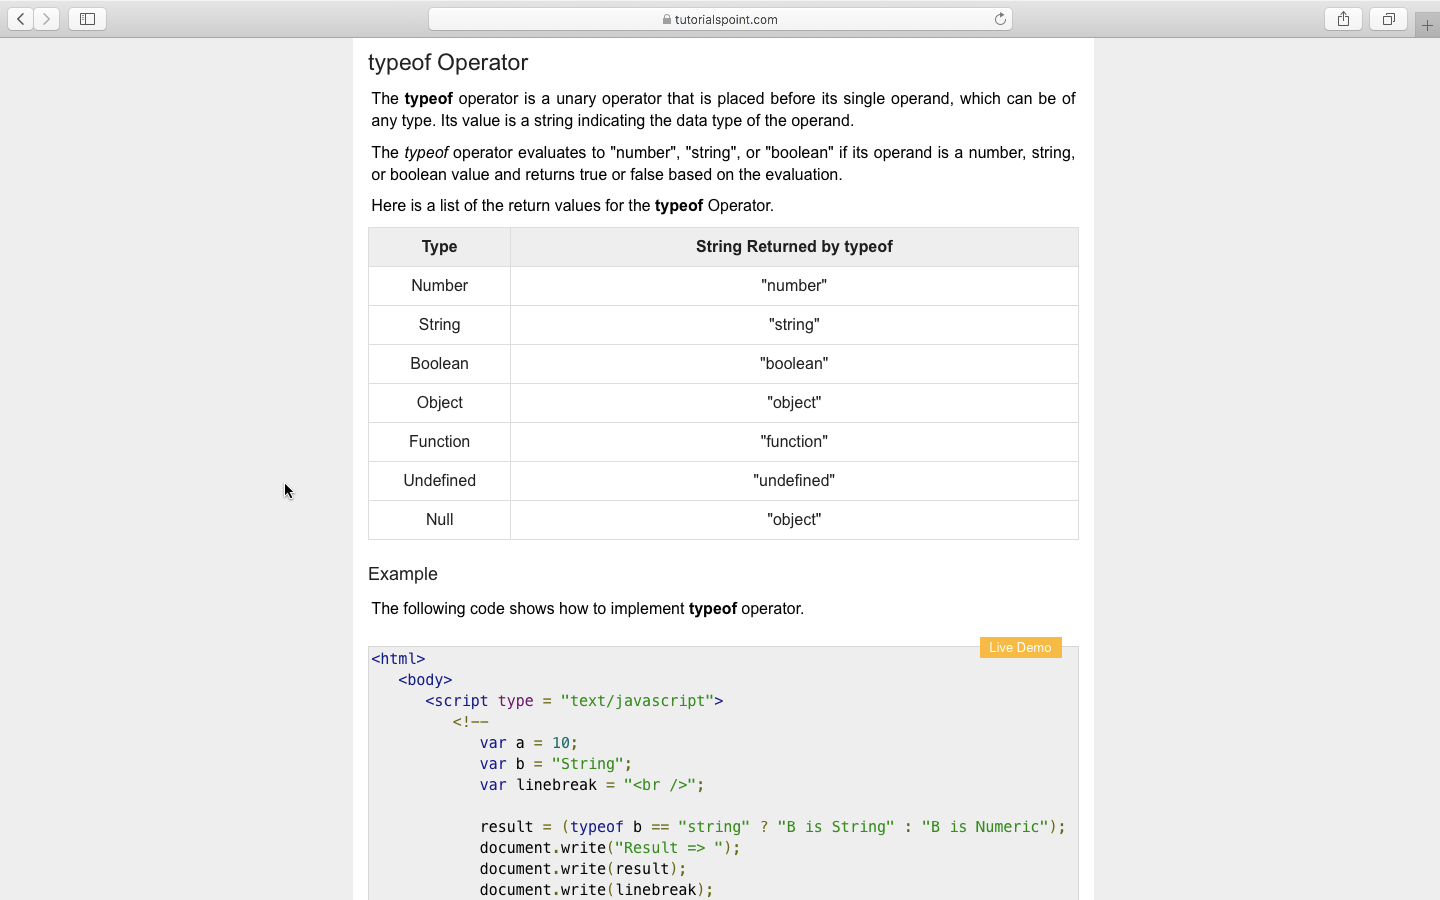 tutorialspoint.com
typeof Operator
The typeof operator is a unary operator that is placed before its single operand, which can be of
any type. Its value is a string indicating the data type of the operand.
The typeof operator evaluates to "number", "string", or "boolean" if its operand is a number, string,
or boolean value and returns true or false based on the evaluation.
Here is a list of the return values for the typeof Operator.
Type String Returned by typeof
Number "number"
String "string"
Boolean "boolean"
Object "object"
Function "function"
Undefined "undefined"
Null "object"
Example
The following code shows how to implement typeof operator.
Live Demo
<html>
<body>
<script type = "text/javascript">
<!--
var a = 10;
var b = "String";
var linebreak = "<br />";
result = (typeof b == "string" ? "B is String" : "B is Numeric");
document.write("Result => ");
document.write(result);
document.write(linebreak);